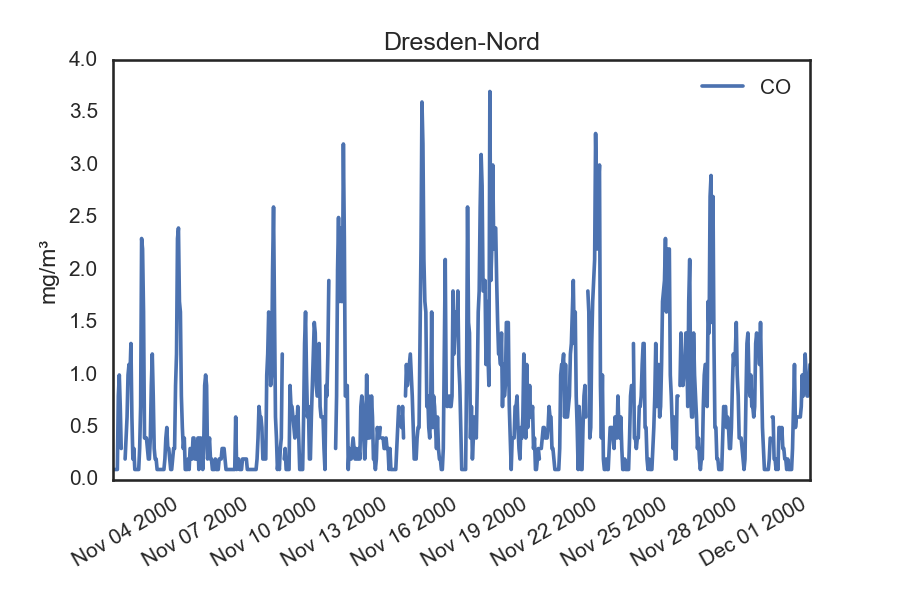 Dresden-Nord
CO
mg/m³
4.0
3.5
3.0
2.5
2.0
1.5
1.0
0.5
0.0
Nov 04 2000
Nov 07 2000
Nov 10 2000
Nov 13 2000
Nov 16 2000
Nov 19 2000
Nov 22 2000
Nov 25 2000
Nov 28 2000
Dec 01 2000